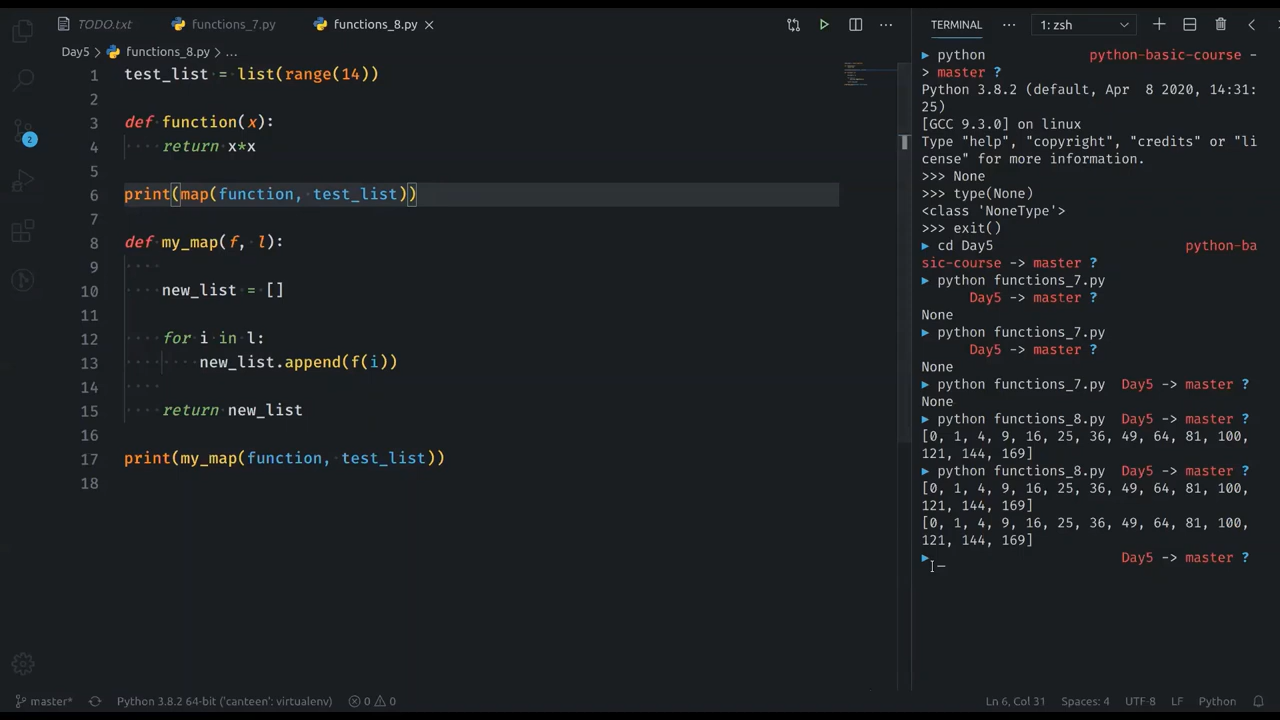 TODO.txt functions_7.py functions_8.py
Day5 > functions_8.py > ...
1 test_list = list(range(14))
2
3 def function(x):
4 return x*x
5
6 print(map(function, test_list))
7
8 def my_map(f, l):
9
10 new_list = []
11
12 for i in l:
13 new_list.append(f(i))
14
15 return new_list
16
17 print(my_map(function, test_list))
18
2
TERMINAL 1: zsh
python python-basic-course -
> master ?
Python 3.8.2 (default, Apr 8 2020, 14:31:
25)
[GCC 9.3.0] on linux
Type "help", "copyright", "credits" or "li
cense" for more information.
>>> None
>>> type(None)
<class 'NoneType'>
>>> exit()
cd Day5 python-ba
sic-course -> master ?
python functions_7.py
Day5 -> master ?
None
python functions_7.py
Day5 -> master ?
None
python functions_7.py Day5 -> master ?
None
python functions_8.py Day5 -> master ?
[0, 1, 4, 9, 16, 25, 36, 49, 64, 81, 100,
121, 144, 169]
python functions_8.py Day5 -> master ?
[0, 1, 4, 9, 16, 25, 36, 49, 64, 81, 100,
121, 144, 169]
[0, 1, 4, 9, 16, 25, 36, 49, 64, 81, 100,
121, 144, 169]
Day5 -> master ?
master* Python 3.8.2 64-bit ('canteen': virtualenv) 0 0 Ln 6, Col 31 Spaces: 4 UTF-8 LF Python